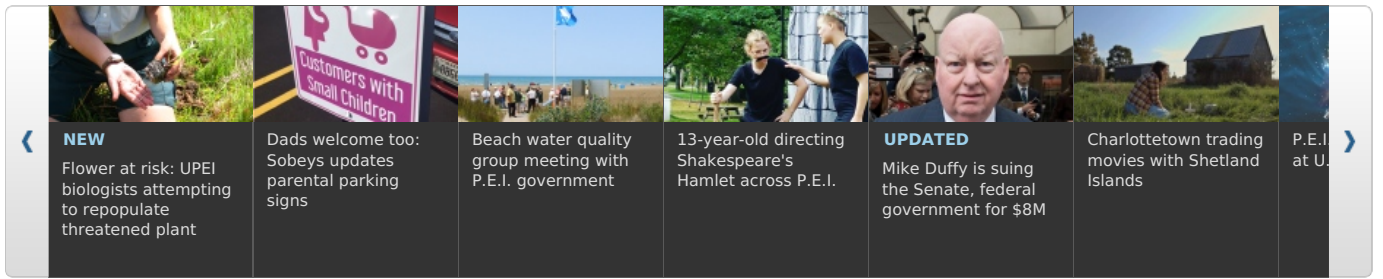 Customers with
Small Children
NEW
Flower at risk: UPEI
biologists attempting
to repopulate
threatened plant
Dads welcome too:
Sobeys updates
parental parking
signs
Beach water quality
group meeting with
P.E.I. government
13-year-old directing
Shakespeare's
Hamlet across P.E.I.
UPDATED
Mike Duffy is suing
the Senate, federal
government for $8M
Charlottetown trading
movies with Shetland
Islands
P.E.I.
at U.